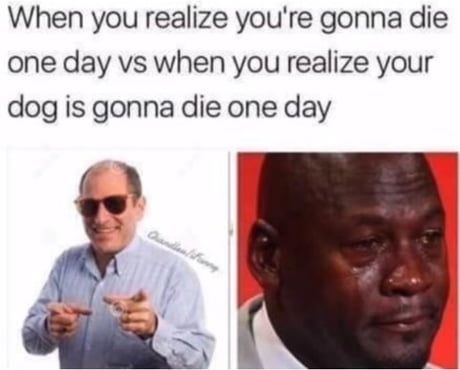 When you realize you're gonna die
one day vs when you realize your
dog is gonna die one day